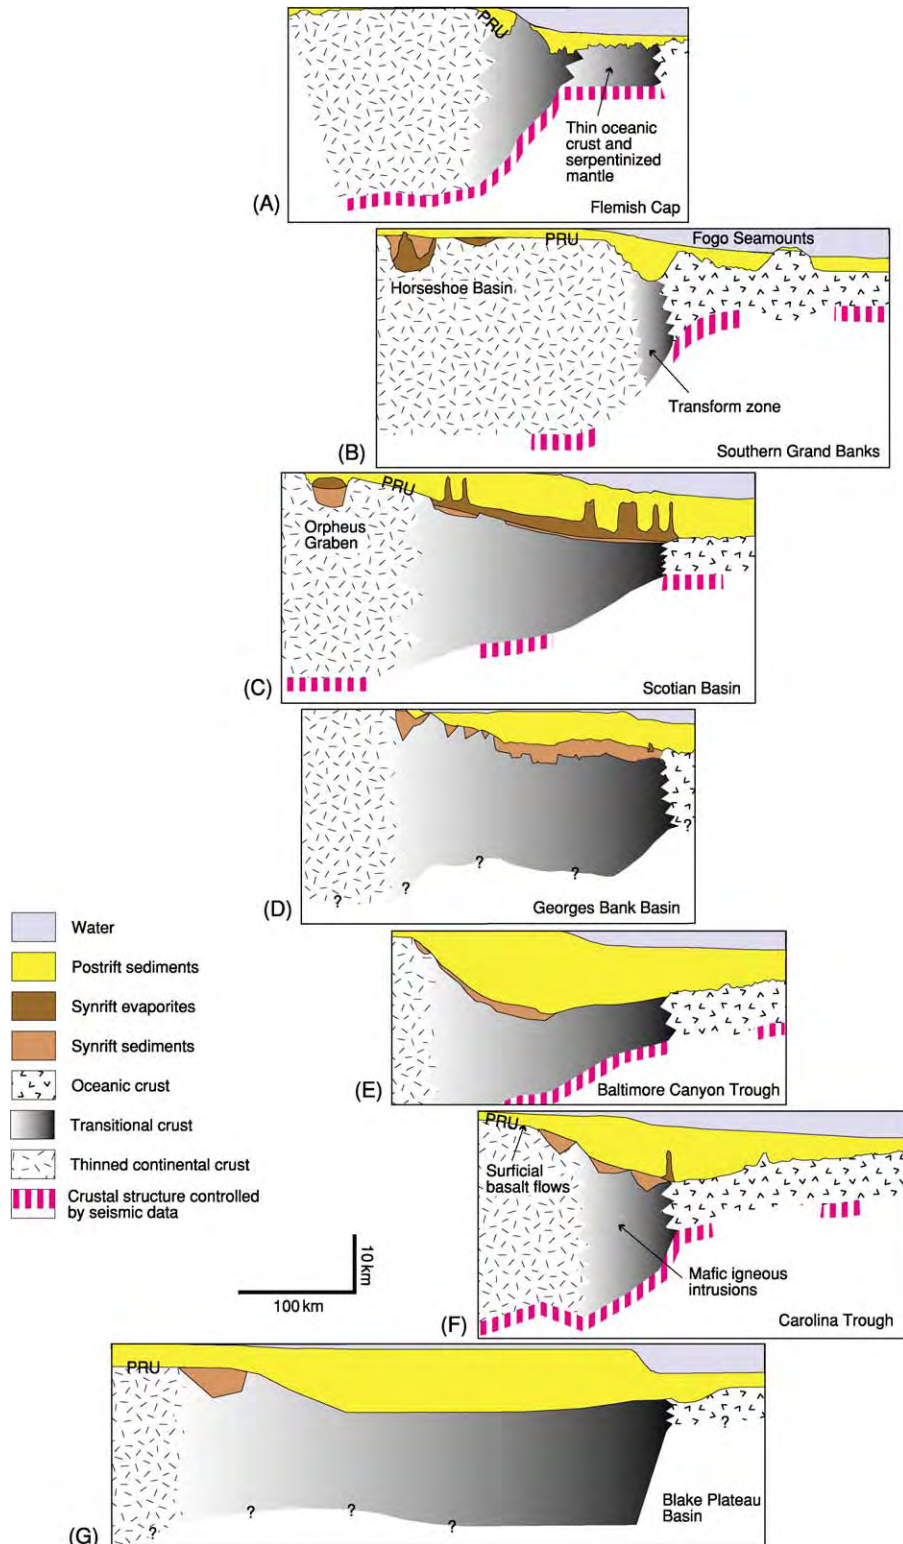 PRU
Thin oceanic
crust and
serpentinized
mantle
(A)
Flemish Cap
PRU
Fogo Seamounts
Horseshoe Basin
Transform zone
(B)
Southern Grand Banks
PRU
Orpheus
Graben
(C)
Scotian Basin
?
?
?
?
?
(D)
Georges Bank Basin
Water
Postrift sediments
Synrift evaporites
Synrift sediments
Oceanic crust
Transitional crust
Thinned continental crust
Crustal structure controlled
by seismic data
(E)
Baltimore Canyon Trough
PRU
Surficial
basalt flows
Mafic igneous
intrusions
(F)
Carolina Trough
10 km
100 km
PRU
?
?
?
?
?
Blake Plateau
Basin
(G)